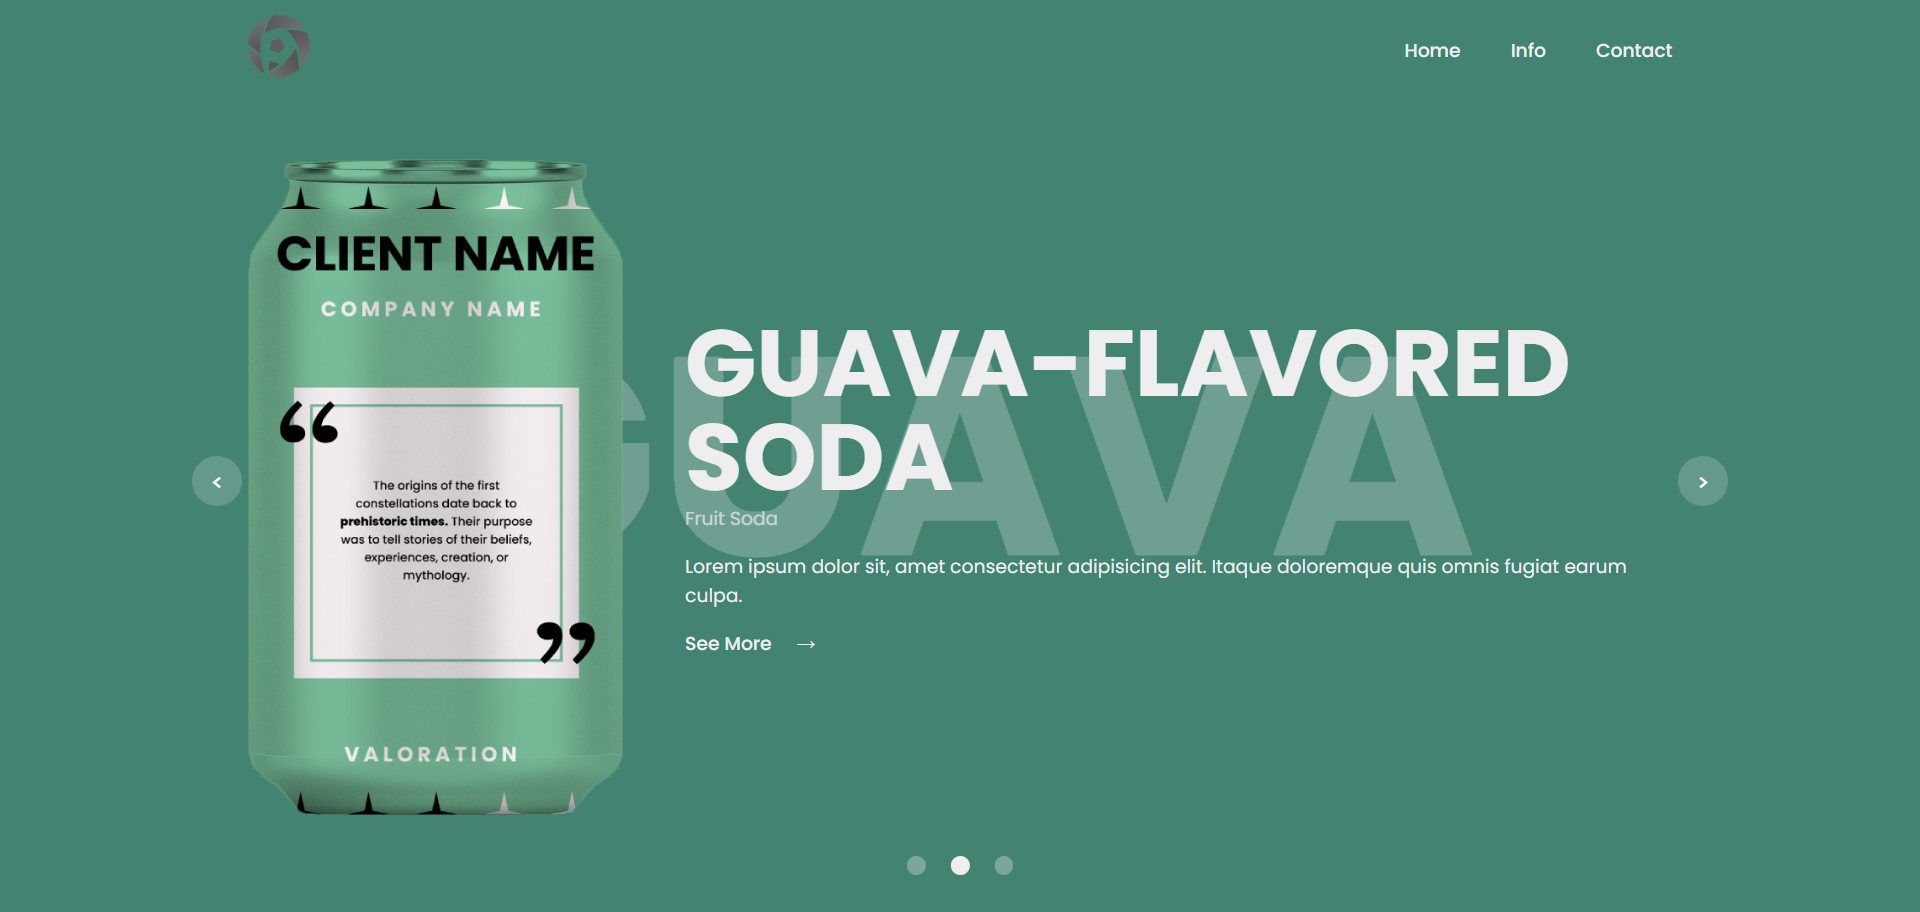 Home Info Contact
CLIENT NAME
COMPANY NAME
“
The origins of the first
constellations date back to
prehistoric times. Their purpose
was to tell stories of their beliefs,
experiences, creation, or
mythology.
”
VALORATION
GUAVA
GUAVA-FLAVORED
SODA
Fruit Soda
Lorem ipsum dolor sit, amet consectetur adipisicing elit. Itaque doloremque quis omnis fugiat earum
culpa.
See More →
<
>